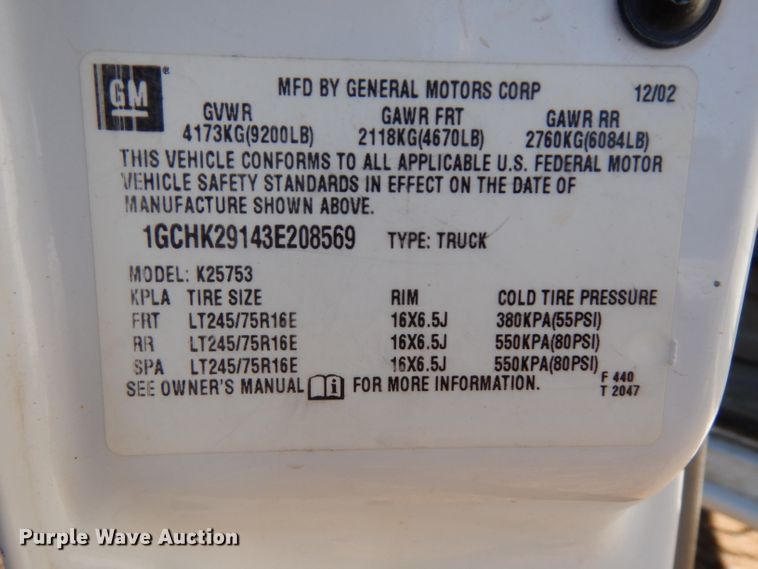 GM ®
MFD BY GENERAL MOTORS CORP 12/02
GVWR GAWR FRT GAWR RR
4173KG(9200LB) 2118KG(4670LB) 2760KG(6084LB)
THIS VEHICLE CONFORMS TO ALL APPLICABLE U.S. FEDERAL MOTOR
VEHICLE SAFETY STANDARDS IN EFFECT ON THE DATE OF
MANUFACTURE SHOWN ABOVE.
1GCHK29143E208569 TYPE: TRUCK
MODEL: K25753
KPLA TIRE SIZE RIM COLD TIRE PRESSURE
FRT LT245/75R16E 16X6.5J 380KPA(55PSI)
RR LT245/75R16E 16X6.5J 550KPA(80PSI)
SPA LT245/75R16E 16X6.5J 550KPA(80PSI)
SEE OWNER'S MANUAL i FOR MORE INFORMATION.
F 440
T 2047
Purple Wave Auction